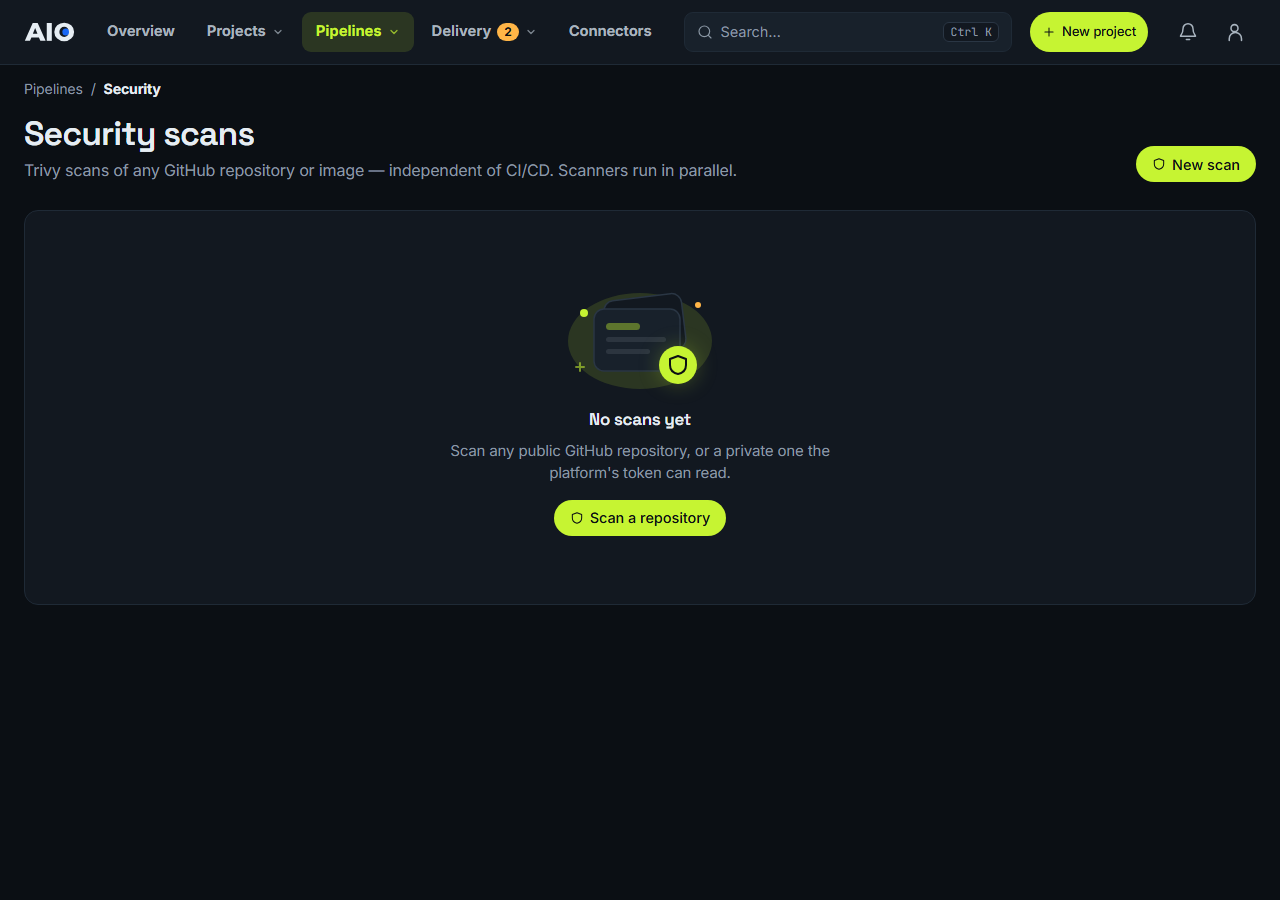 AIO Overview Projects Pipelines Delivery 2 Connectors Search... Ctrl K New project
Pipelines / Security
Security scans
Trivy scans of any GitHub repository or image — independent of CI/CD. Scanners run in parallel.
New scan
No scans yet
Scan any public GitHub repository, or a private one the
platform's token can read.
Scan a repository